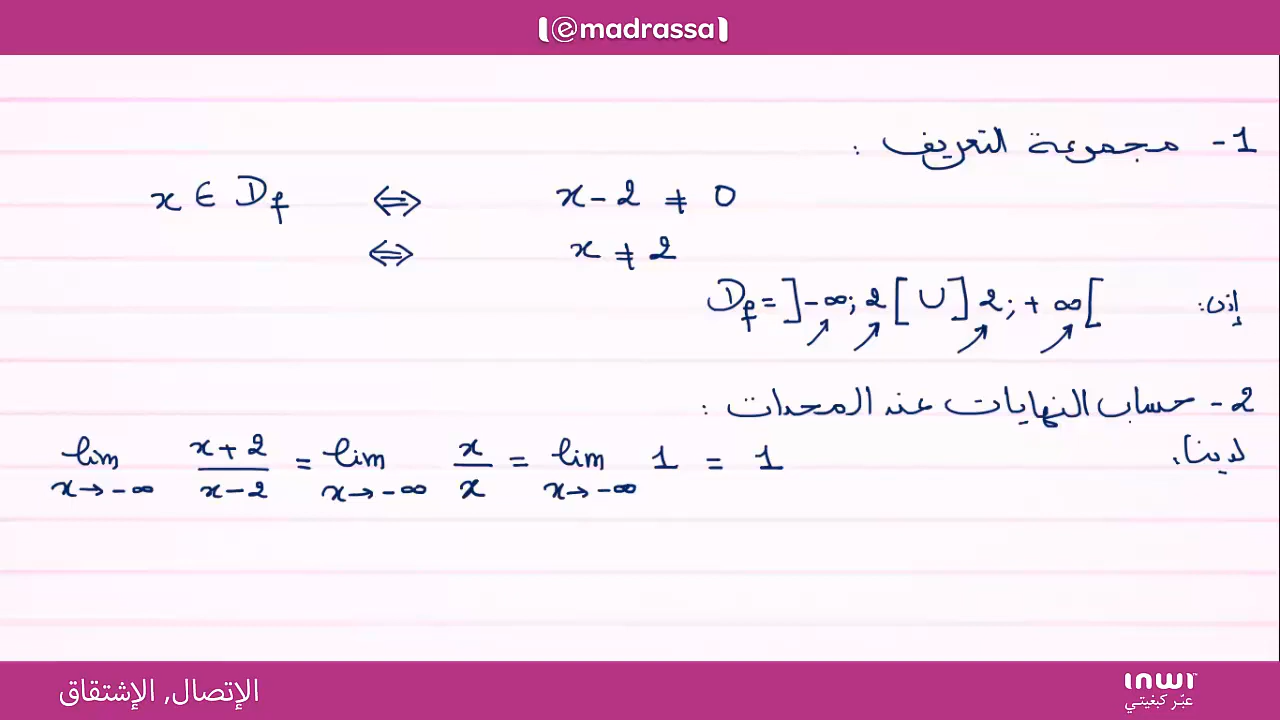 (@madrassa)
1- مجموعة التعريف :
x ∈ Df ⇔ x - 2 ≠ 0
⇔ x ≠ 2
إذن: Df = ]-∞; 2[ ∪ ]2; +∞[
2- حساب النهايات عند المحدات :
لدينا: lim x→-∞ (x+2)/(x-2) = lim x→-∞ x/x = lim x→-∞ 1 = 1
الإتصال, الإشتقاق
inwi
عبّر كبغيتي